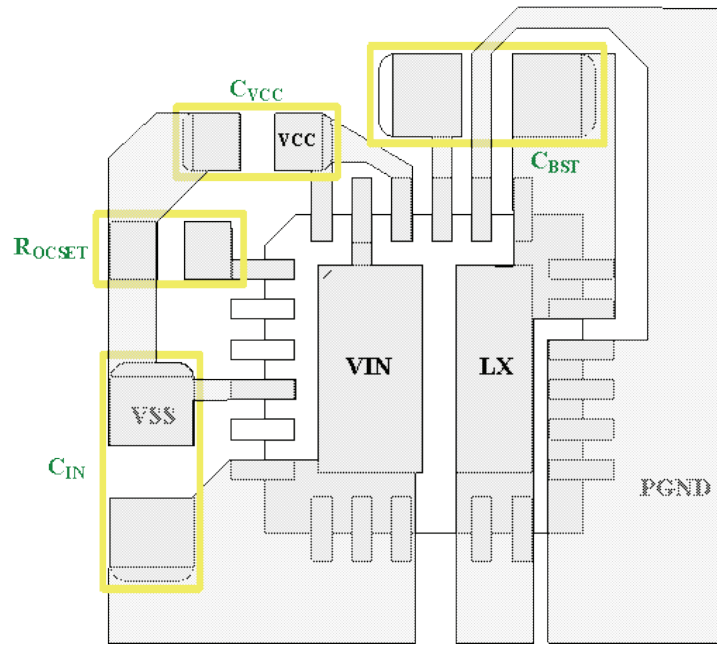 CVCC
VCC
CBST
ROCSET
VIN
LX
VSS
CIN
PGND